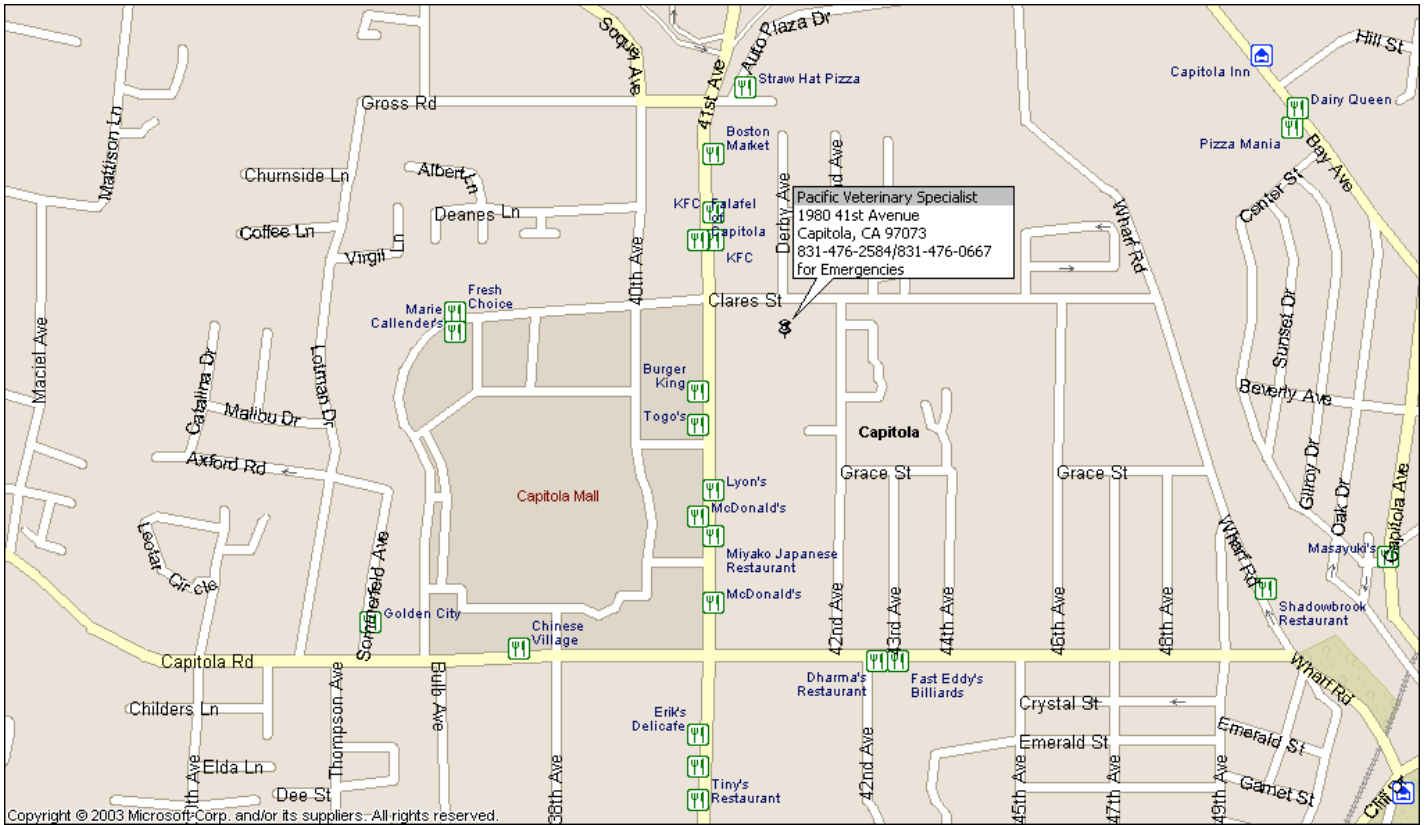 Soquel Ave
Auto Plaza Dr
Hill St
Capitola Inn
Straw Hat Pizza
Dairy Queen
Gross Rd
41st Ave
Mattison Ln
Boston
Market
Pizza Mania
Bay Ave
Churnside Ln
Albert Ln
Derby Ave
nd Ave
Center St
Pacific Veterinary Specialist
1980 41st Avenue
Capitola, CA 97073
831-476-2584/831-476-0667
for Emergencies
KFC
Falafel
of
Capitola
KFC
Deanes Ln
Coffee Ln
Virgil Ln
40th Ave
Wharf Rd
Fresh
Choice
Marie
Callender's
Clares St
Maciel Ave
Catalina Dr
Lotman Dr
Sunset Dr
Burger
King
Togo's
Beverly Ave
Malibu Dr
Capitola
Axford Rd
Grace St
Grace St
Gilroy Dr
Oak Dr
Capitola Ave
Capitola Mall
Lyon's
McDonald's
Miyako Japanese
Restaurant
Wharf Rd
Masayuki's
Leotar Circle
Sommerfeld Ave
McDonald's
Golden City
Chinese
Village
42nd Ave
43rd Ave
44th Ave
46th Ave
48th Ave
Shadowbrook
Restaurant
Capitola Rd
Thompson Ave
Bulb Ave
Dharma's
Restaurant
Fast Eddy's
Billiards
Wharf Rd
Childers Ln
Erik's
Delicafe
42nd Ave
Crystal St
Emerald St
Emerald St
Elda Ln
38th Ave
45th Ave
47th Ave
49th Ave
Garnet St
Dee St
Tiny's
Restaurant
Copyright © 2003 Microsoft Corp. and/or its suppliers. All rights reserved.